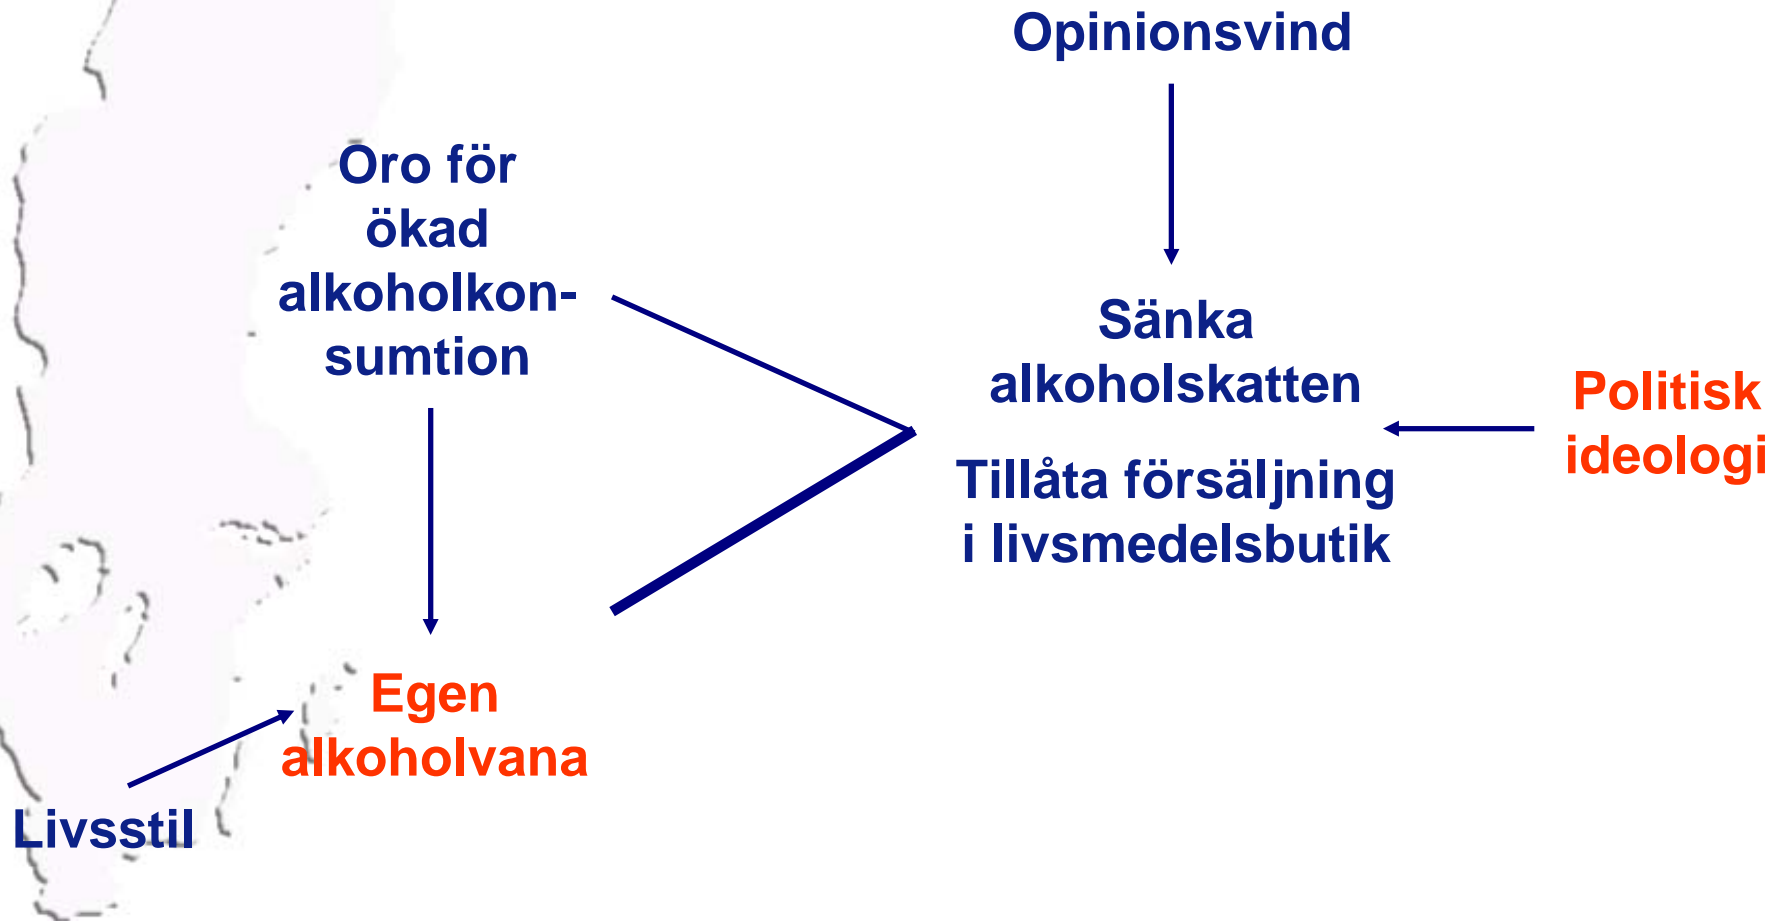 Opinionsvind
Oro för
ökad
alkoholkon-
sumtion
Sänka
alkoholskatten
Tillåta försäljning
i livsmedelsbutik
Politisk
ideologi
Egen
alkoholvana
Livsstil